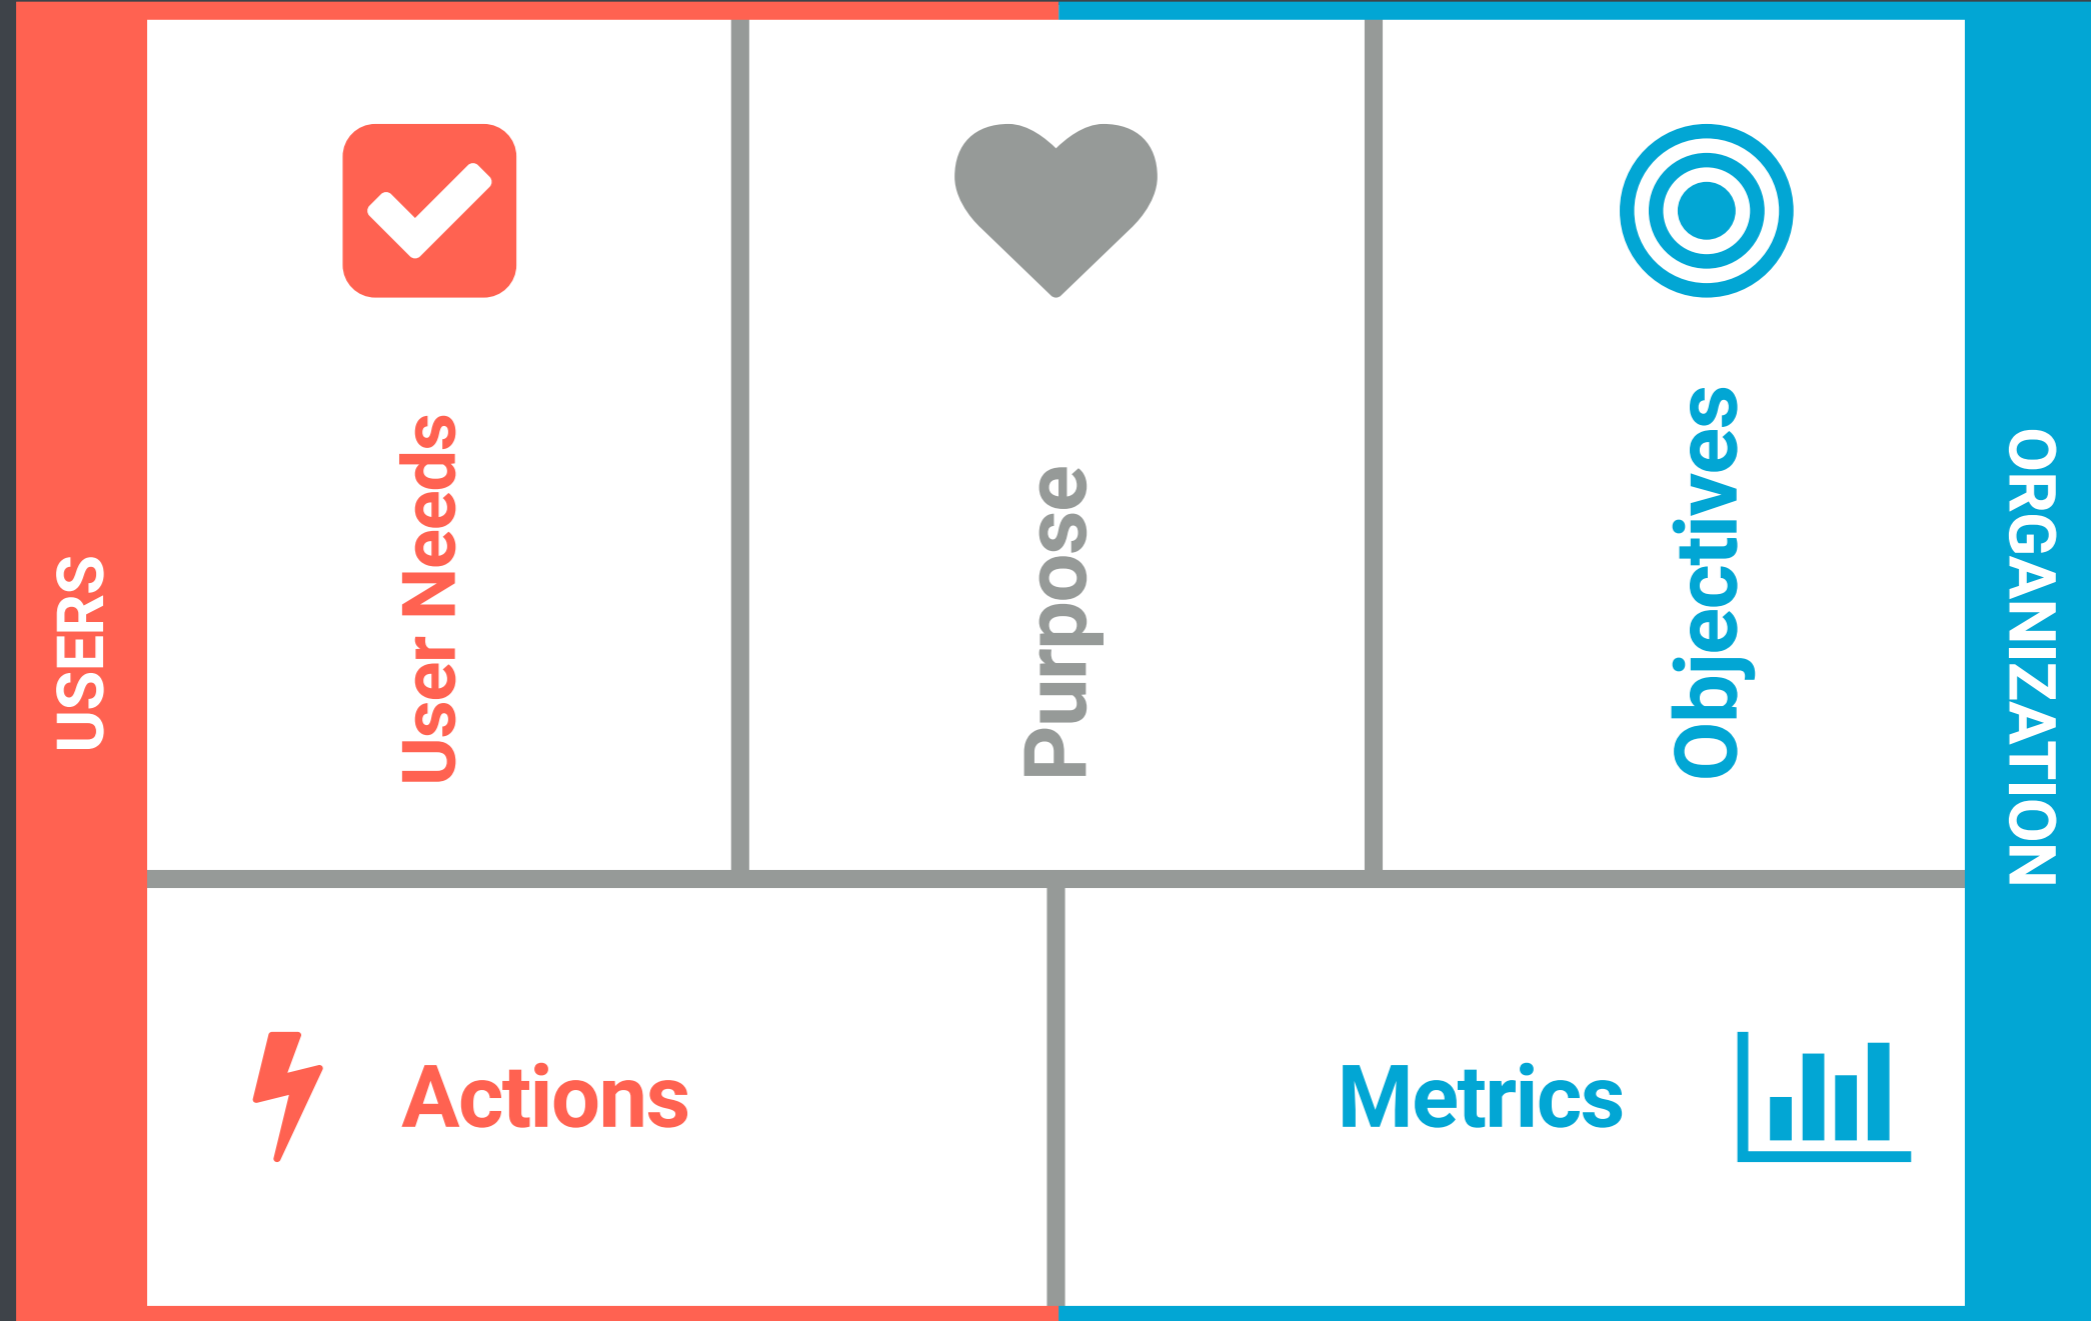 USERS
User Needs
Purpose
Objectives
ORGANIZATION
Actions
Metrics